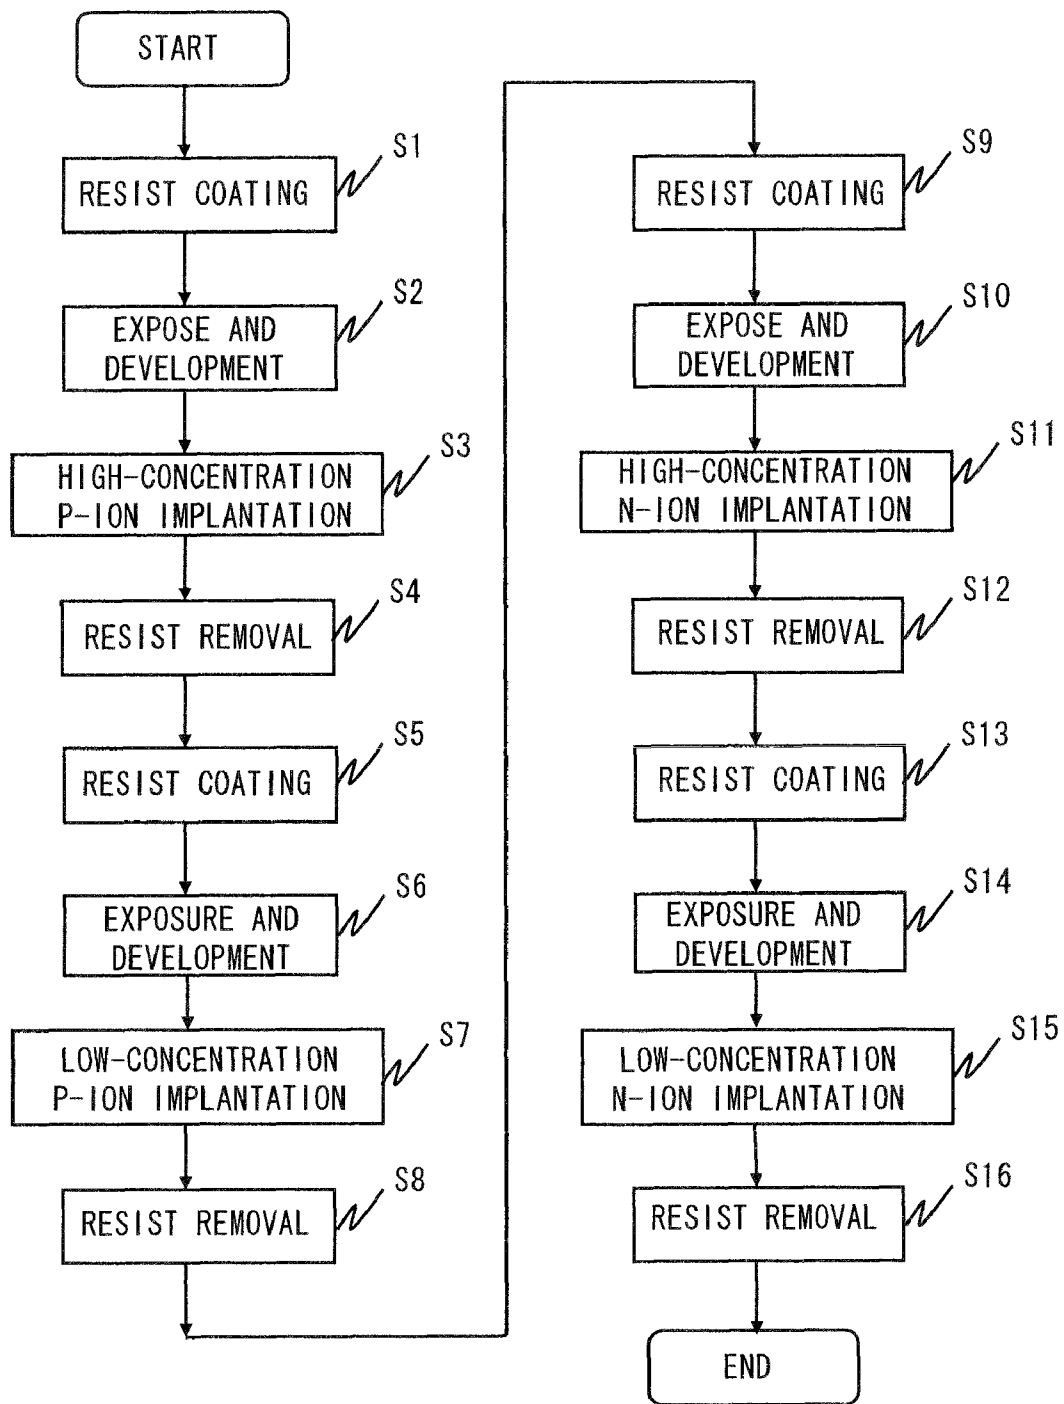 START
S1
RESIST COATING
S2
EXPOSE AND
DEVELOPMENT
S3
HIGH-CONCENTRATION
P-ION IMPLANTATION
S4
RESIST REMOVAL
S5
RESIST COATING
S6
EXPOSURE AND
DEVELOPMENT
S7
LOW-CONCENTRATION
P-ION IMPLANTATION
S8
RESIST REMOVAL
S9
RESIST COATING
S10
EXPOSE AND
DEVELOPMENT
S11
HIGH-CONCENTRATION
N-ION IMPLANTATION
S12
RESIST REMOVAL
S13
RESIST COATING
S14
EXPOSURE AND
DEVELOPMENT
S15
LOW-CONCENTRATION
N-ION IMPLANTATION
S16
RESIST REMOVAL
END